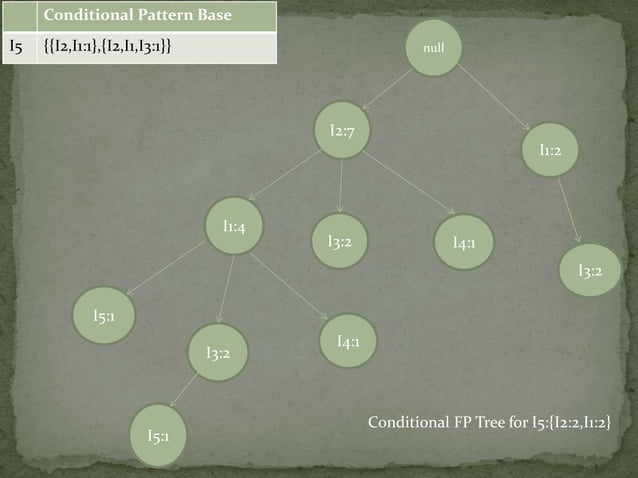 Conditional Pattern Base
I5 {{I2,I1:1},{I2,I1,I3:1}}
null
I2:7
I1:2
I1:4
I3:2
I4:1
I3:2
I5:1
I3:2
I4:1
I5:1
Conditional FP Tree for I5:{I2:2,I1:2}